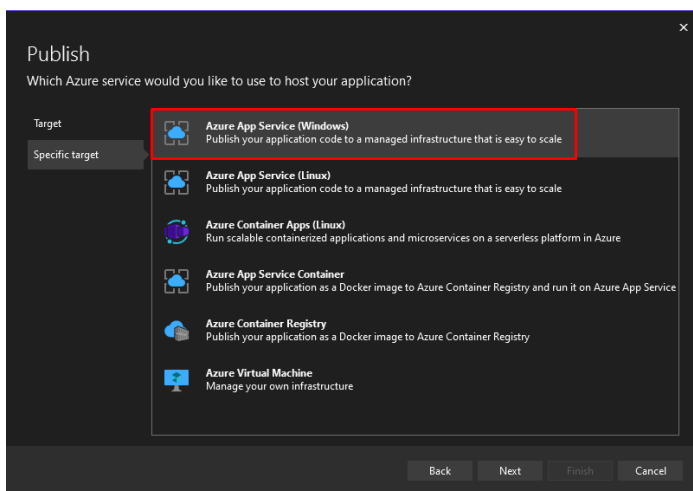 Publish
Which Azure service would you like to use to host your application?
Target
Specific target
Azure App Service (Windows)
Publish your application code to a managed infrastructure that is easy to scale
Azure App Service (Linux)
Publish your application code to a managed infrastructure that is easy to scale
Azure Container Apps (Linux)
Run scalable containerized applications and microservices on a serverless platform in Azure
Azure App Service Container
Publish your application as a Docker image to Azure Container Registry and run it on Azure App Service
Azure Container Registry
Publish your application as a Docker image to Azure Container Registry
Azure Virtual Machine
Manage your own infrastructure
Back Next Finish Cancel